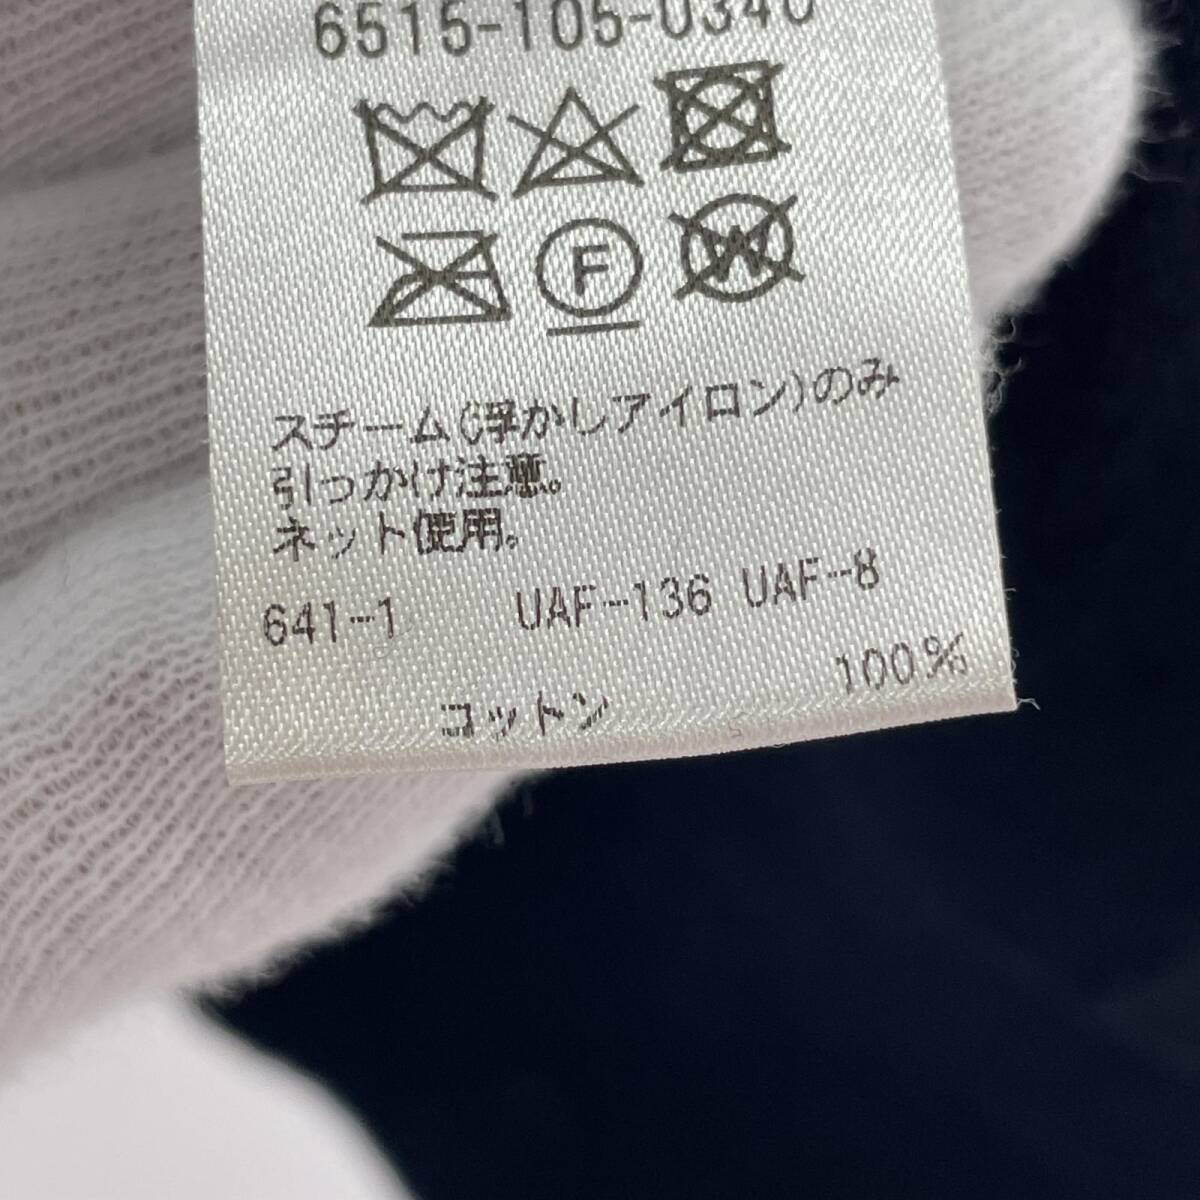 6515-105-0340
F
W
スチーム(浮かしアイロン)のみ
引っかけ注意。
ネット使用。
641-1 UAF-136 UAF-8
コットン 100%